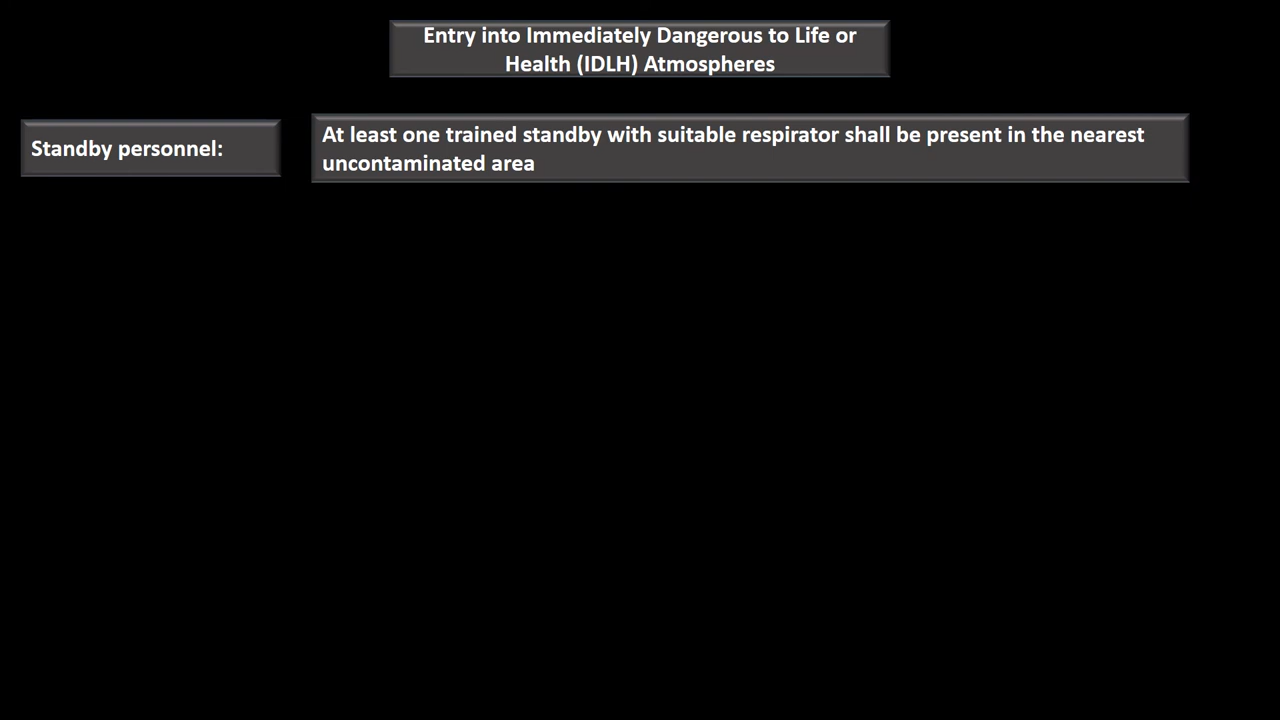 Entry into Immediately Dangerous to Life or
Health (IDLH) Atmospheres
Standby personnel:
At least one trained standby with suitable respirator shall be present in the nearest
uncontaminated area